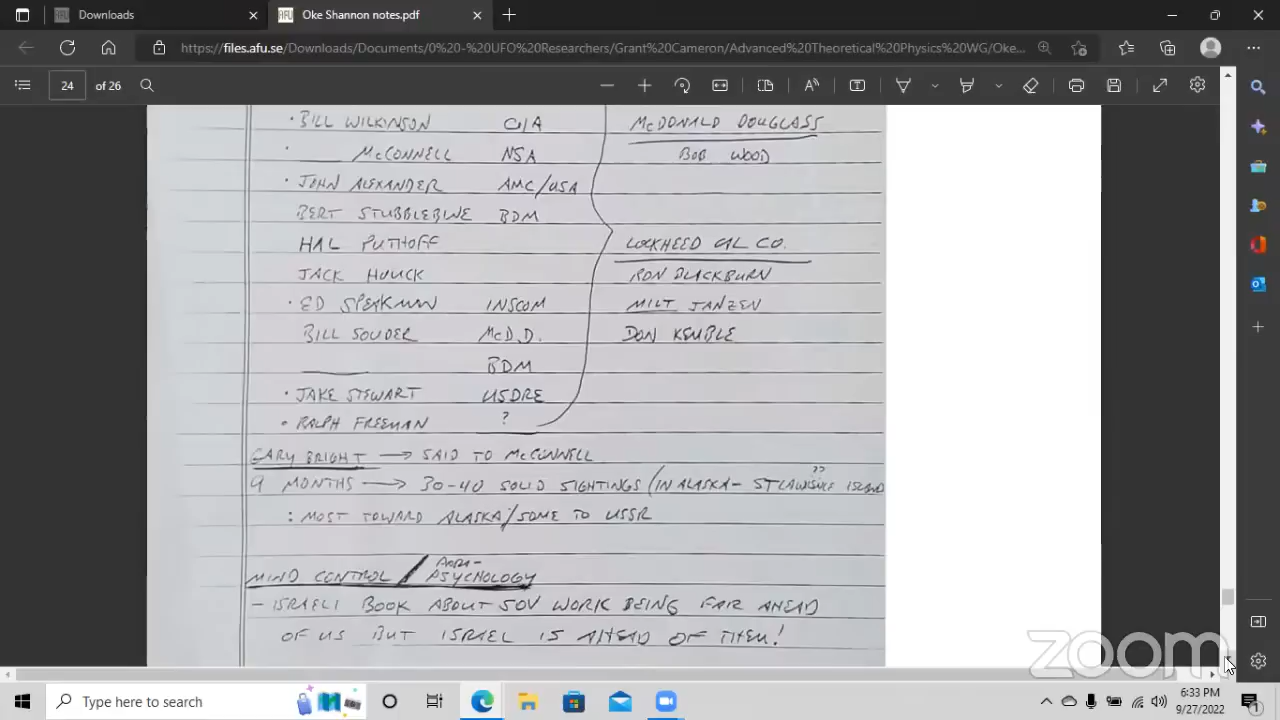 Downloads
Oke Shannon notes.pdf
https://files.afu.se/Downloads/Documents/0%20-%20UFO%20Researchers/Grant%20Cameron/Advanced%20Theoretical%20Physics%20WG/Oke...
24 of 26
• BILL WILKINSON CIA McDONALD DOUGLASS
• ___ McCONNELL NSA BOB WOOD
• JOHN ALEXANDER AMC/USA
BERT STUBBLEBINE BDM
HAL PUTHOFF LOCKHEED CAL CO.
JACK HOUCK RON BLACKBURN
• ED SPEAKMAN INSCOM MILT JANZEN
BILL SOUDER McD.D. DON KEUBLE
___ BDM
• JAKE STEWART USDRE
• RALPH FREEMAN ?
GARY BRIGHT → SAID TO McCONNELL
9 MONTHS → 30-40 SOLID SIGHTINGS (IN ALASKA- ST ?? ISLAND
: MOST TOWARD ALASKA/SOME TO USSR
MIND CONTROL / PARA-PSYCHOLOGY
- ISRAELI BOOK ABOUT SOV WORK BEING FAIR AHEAD
OF US BUT ISRAEL IS AHEAD OF THEM!
zoom
Type here to search
6:33 PM
9/27/2022